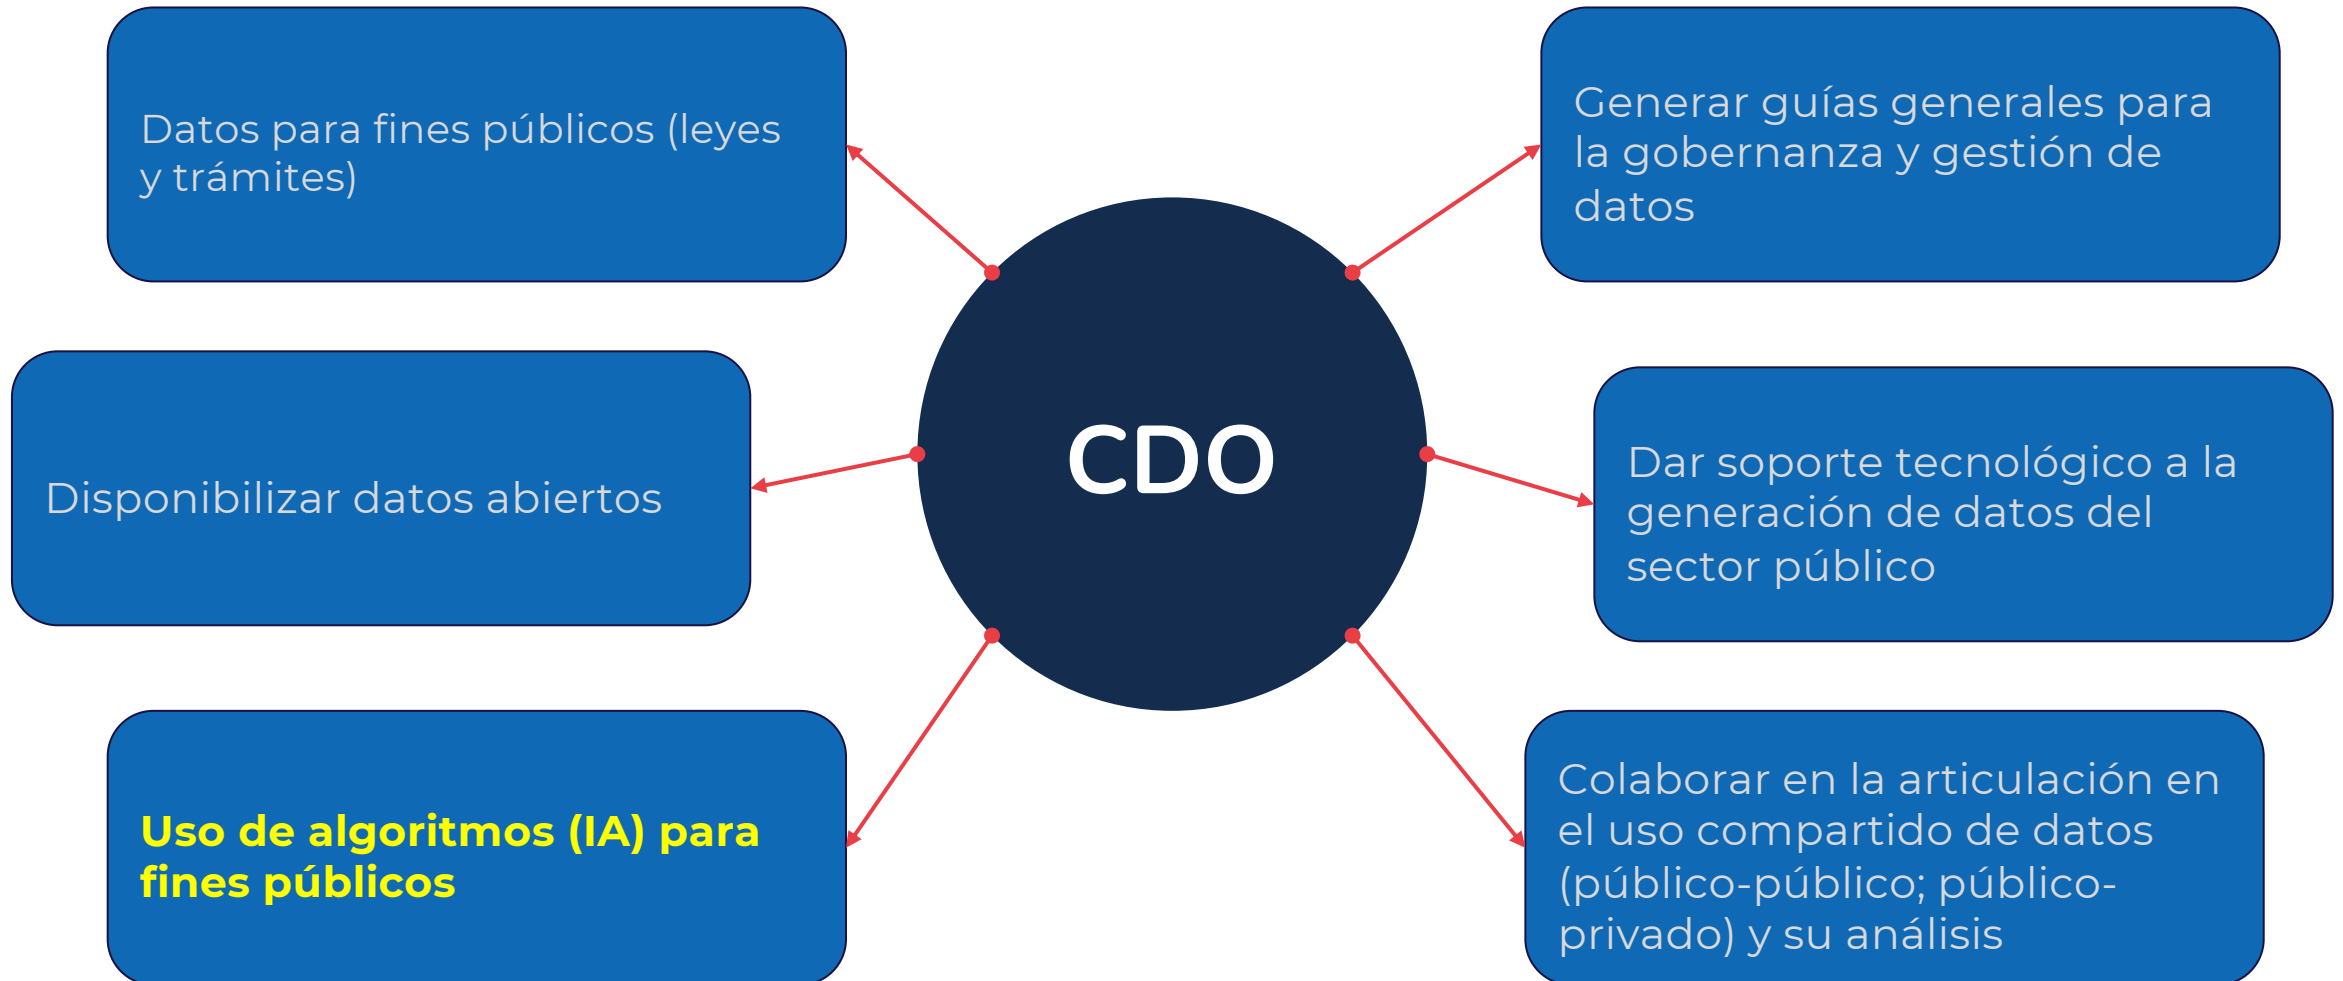 Datos para fines públicos (leyes
y trámites)
Disponibilizar datos abiertos
Uso de algoritmos (IA) para
fines públicos
CDO
Generar guías generales para
la gobernanza y gestión de
datos
Dar soporte tecnológico a la
generación de datos del
sector público
Colaborar en la articulación en
el uso compartido de datos
(público-público; público-
privado) y su análisis